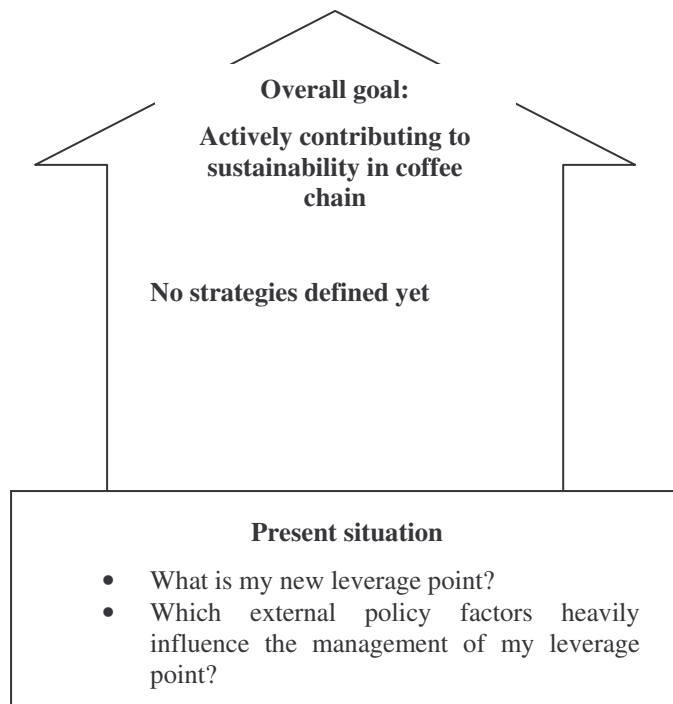 Overall goal:
Actively contributing to
sustainability in coffee
chain
No strategies defined yet
Present situation
• What is my new leverage point?
• Which external policy factors heavily
influence the management of my leverage
point?